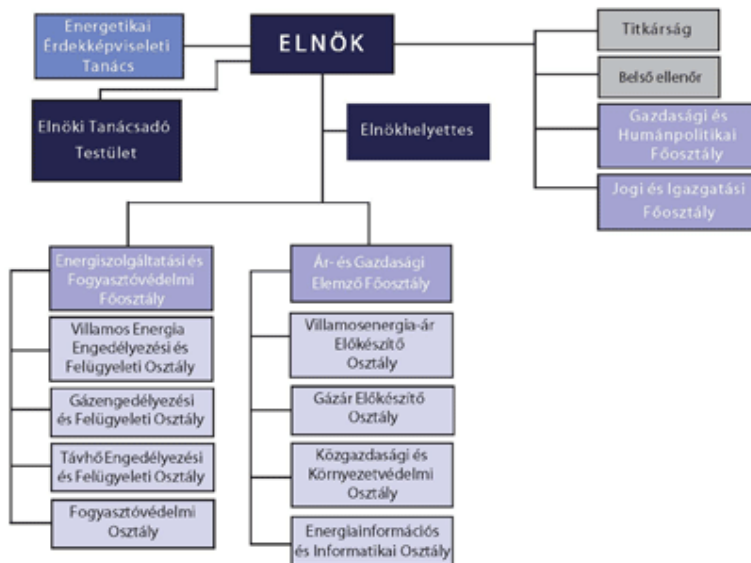 Energetikai
Érdekképviseleti
Tanács
ELNÖK
Titkárság
Belső ellenőr
Elnöki Tanácsadó
Testület
Elnökhelyettes
Gazdasági és
Humánpolitikai
Főosztály
Jogi és Igazgatási
Főosztály
Energiszolgáltatási és
Fogyasztóvédelmi
Főosztály
Villamos Energia
Engedélyezési és
Felügyeleti Osztály
Gázengedélyezési
és Felügyeleti Osztály
Távhő Engedélyezési
és Felügyeleti Osztály
Fogyasztóvédelmi
Osztály
Ár- és Gazdasági
Elemző Főosztály
Villamosenergia-ár
Előkészítő
Osztály
Gázár Előkészítő
Osztály
Közgazdasági és
Környezetvédelmi
Osztály
Energiainformációs
és Informatikai Osztály